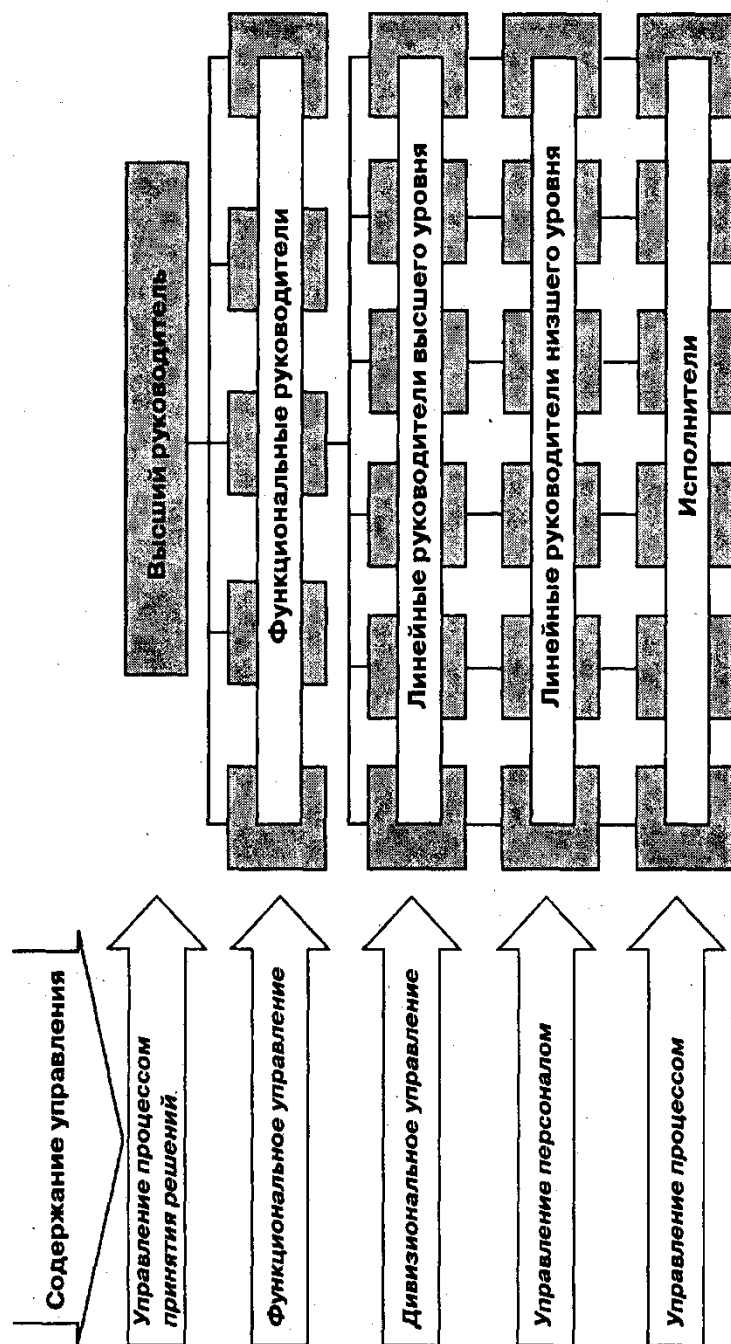 Содержание управления
Управление процессом
принятия решений.
Высший руководитель
Функциональное управление
Функциональные руководители
Дивизиональное управление
Линейные руководители высшего уровня
Управление персоналом
Линейные руководители низшего уровня
Управление процессом
Исполнители